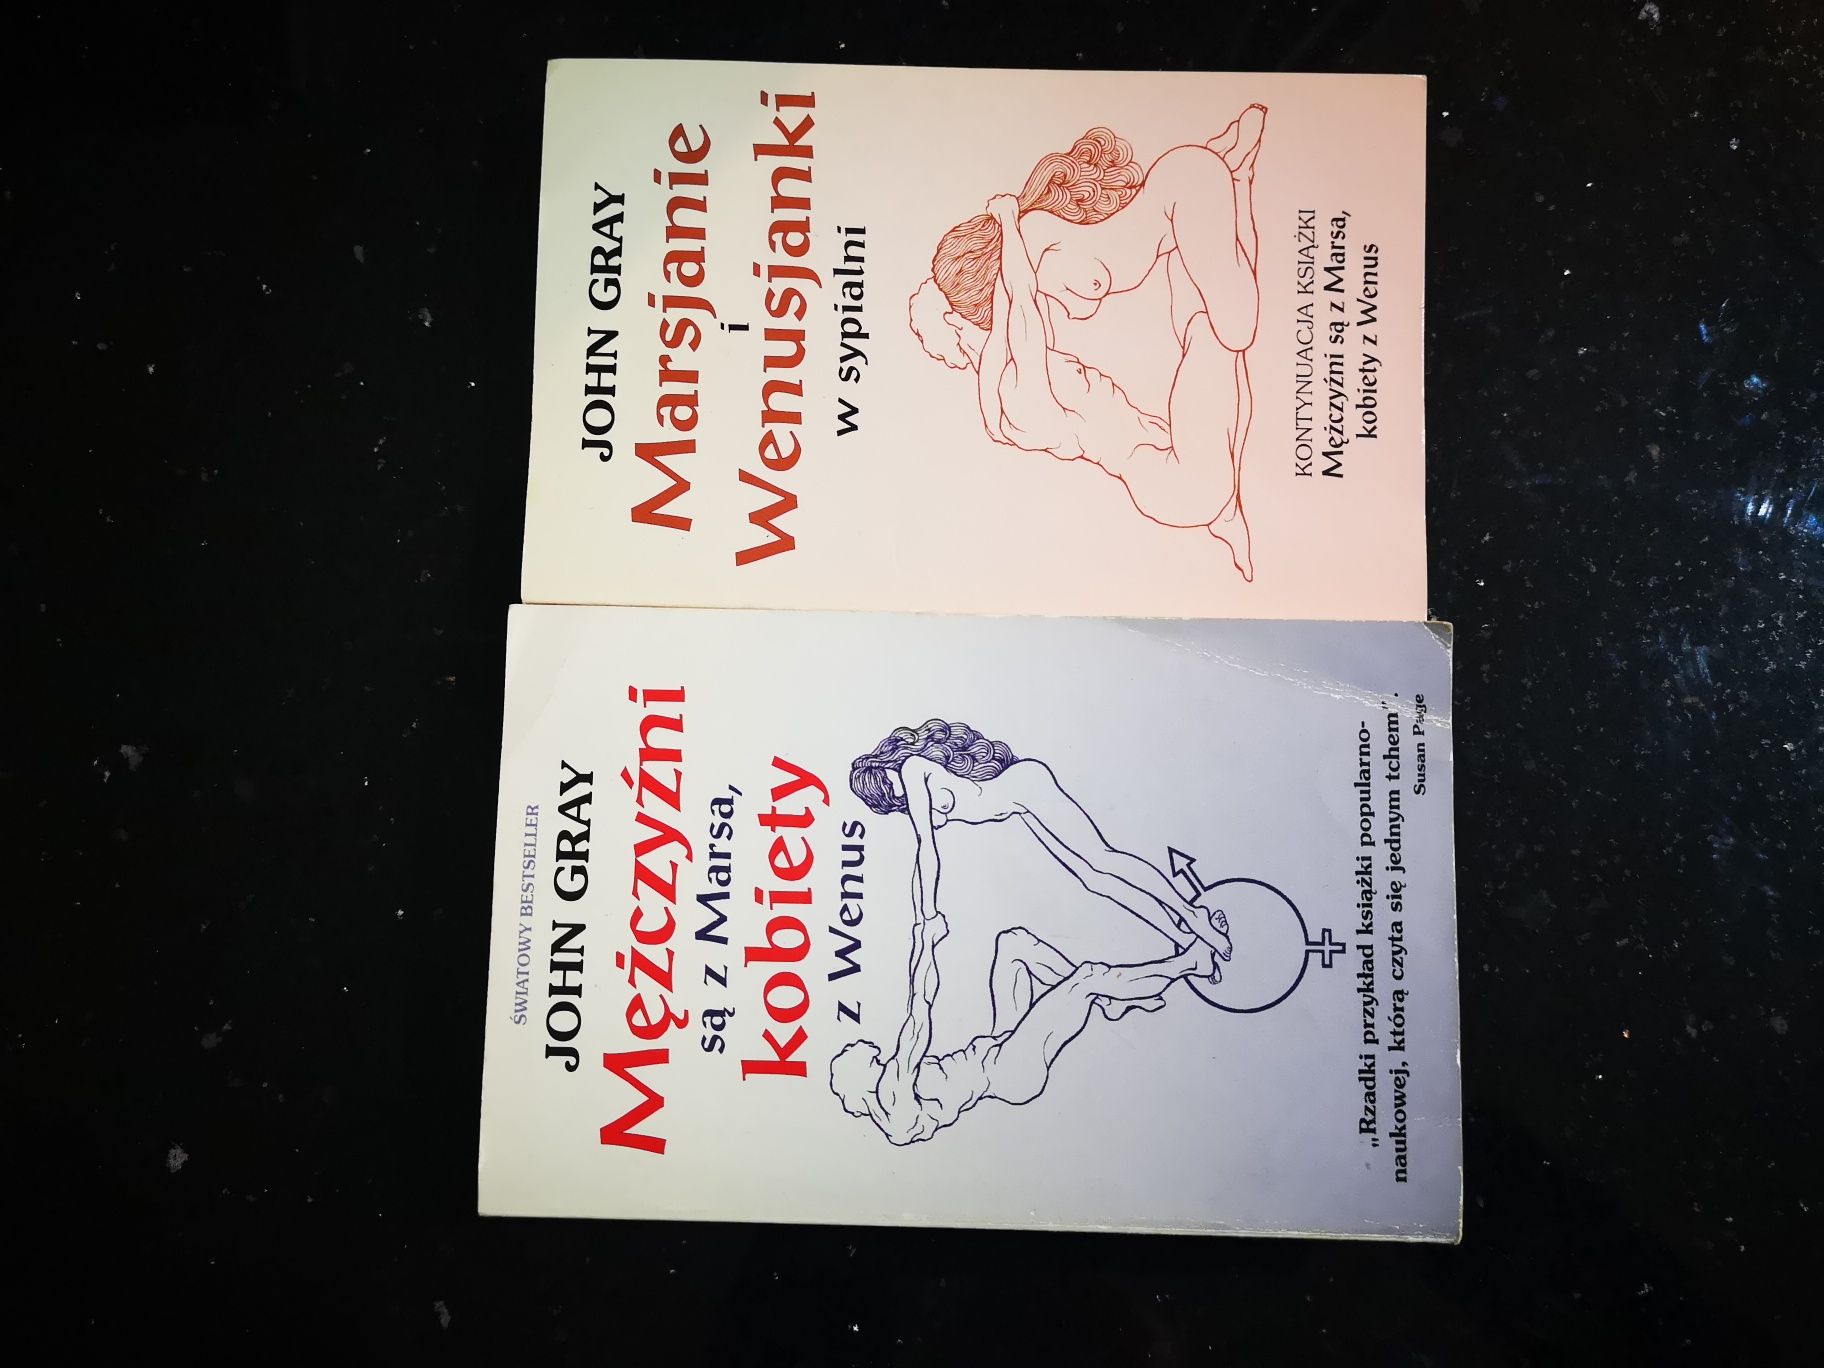 ŚWIATOWY BESTSELLER
JOHN GRAY
Mężczyźni
są z Marsa,
kobiety
z Wenus
„Rzadki przykład książki popularno-
naukowej, którą czyta się jednym tchem".
Susan Page
JOHN GRAY
Marsjanie
i
Wenusjanki
w sypialni
KONTYNUACJA KSIĄŻKI
Mężczyźni są z Marsa,
kobiety z Wenus